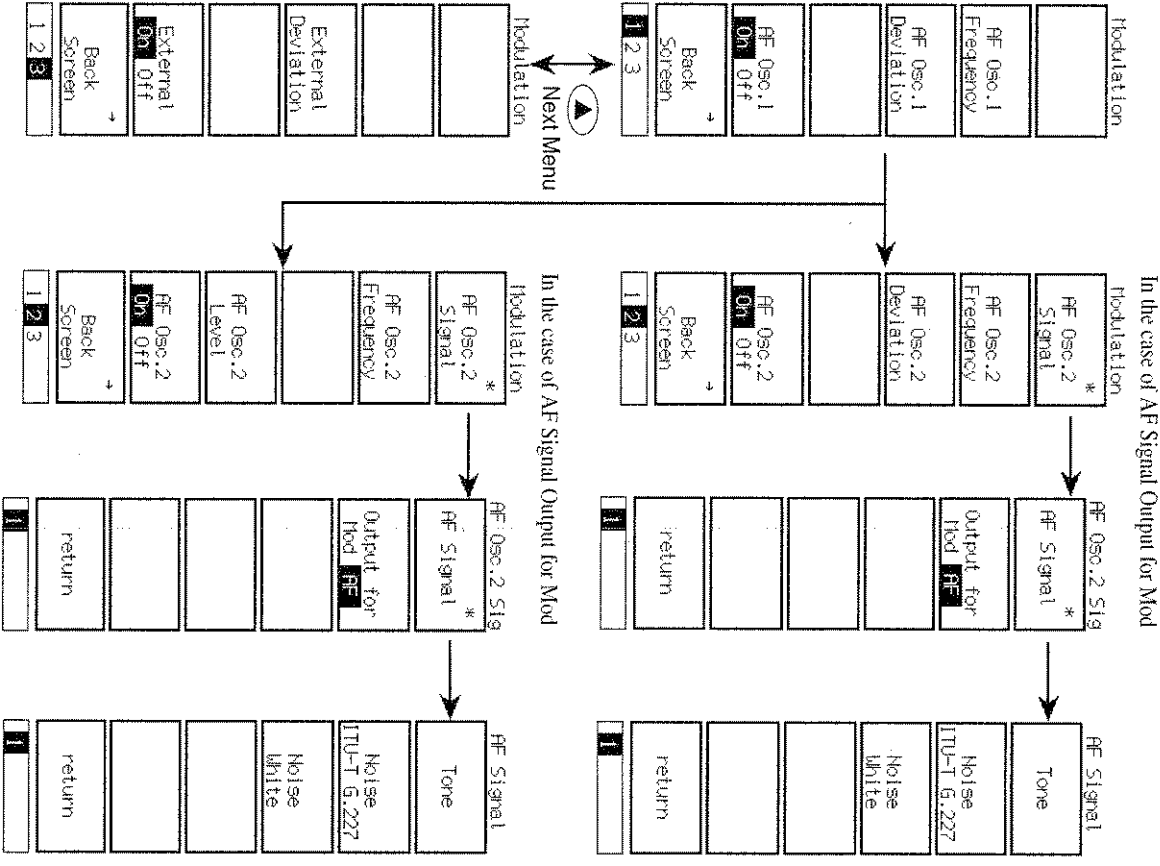 In the case of AF Signal Output for Mod
Modulation
AF Osc.1
Frequency
AF Osc.1
Deviation
AF Osc.1
On Off
Back
Screen →
1 2 3
Modulation
*
AF Osc.2
Signal
AF Osc.2
Frequency
AF Osc.2
Deviation
AF Osc.2
On Off
Back
Screen →
1 2 3
AF Osc.2 Sig
*
AF Signal
Output for
Mod AF
return
1
AF Signal
Tone
Noise
ITU-T G.227
Noise
White
return
1
Next Menu
In the case of AF Signal Output for Mod
Modulation
External
Deviation
External
On Off
Back
Screen →
1 2 3
Modulation
*
AF Osc.2
Signal
AF Osc.2
Frequency
AF Osc.2
Level
AF Osc.2
On Off
Back
Screen →
1 2 3
AF Osc.2 Sig
*
AF Signal
Output for
Mod AF
return
1
AF Signal
Tone
Noise
ITU-T G.227
Noise
White
return
1